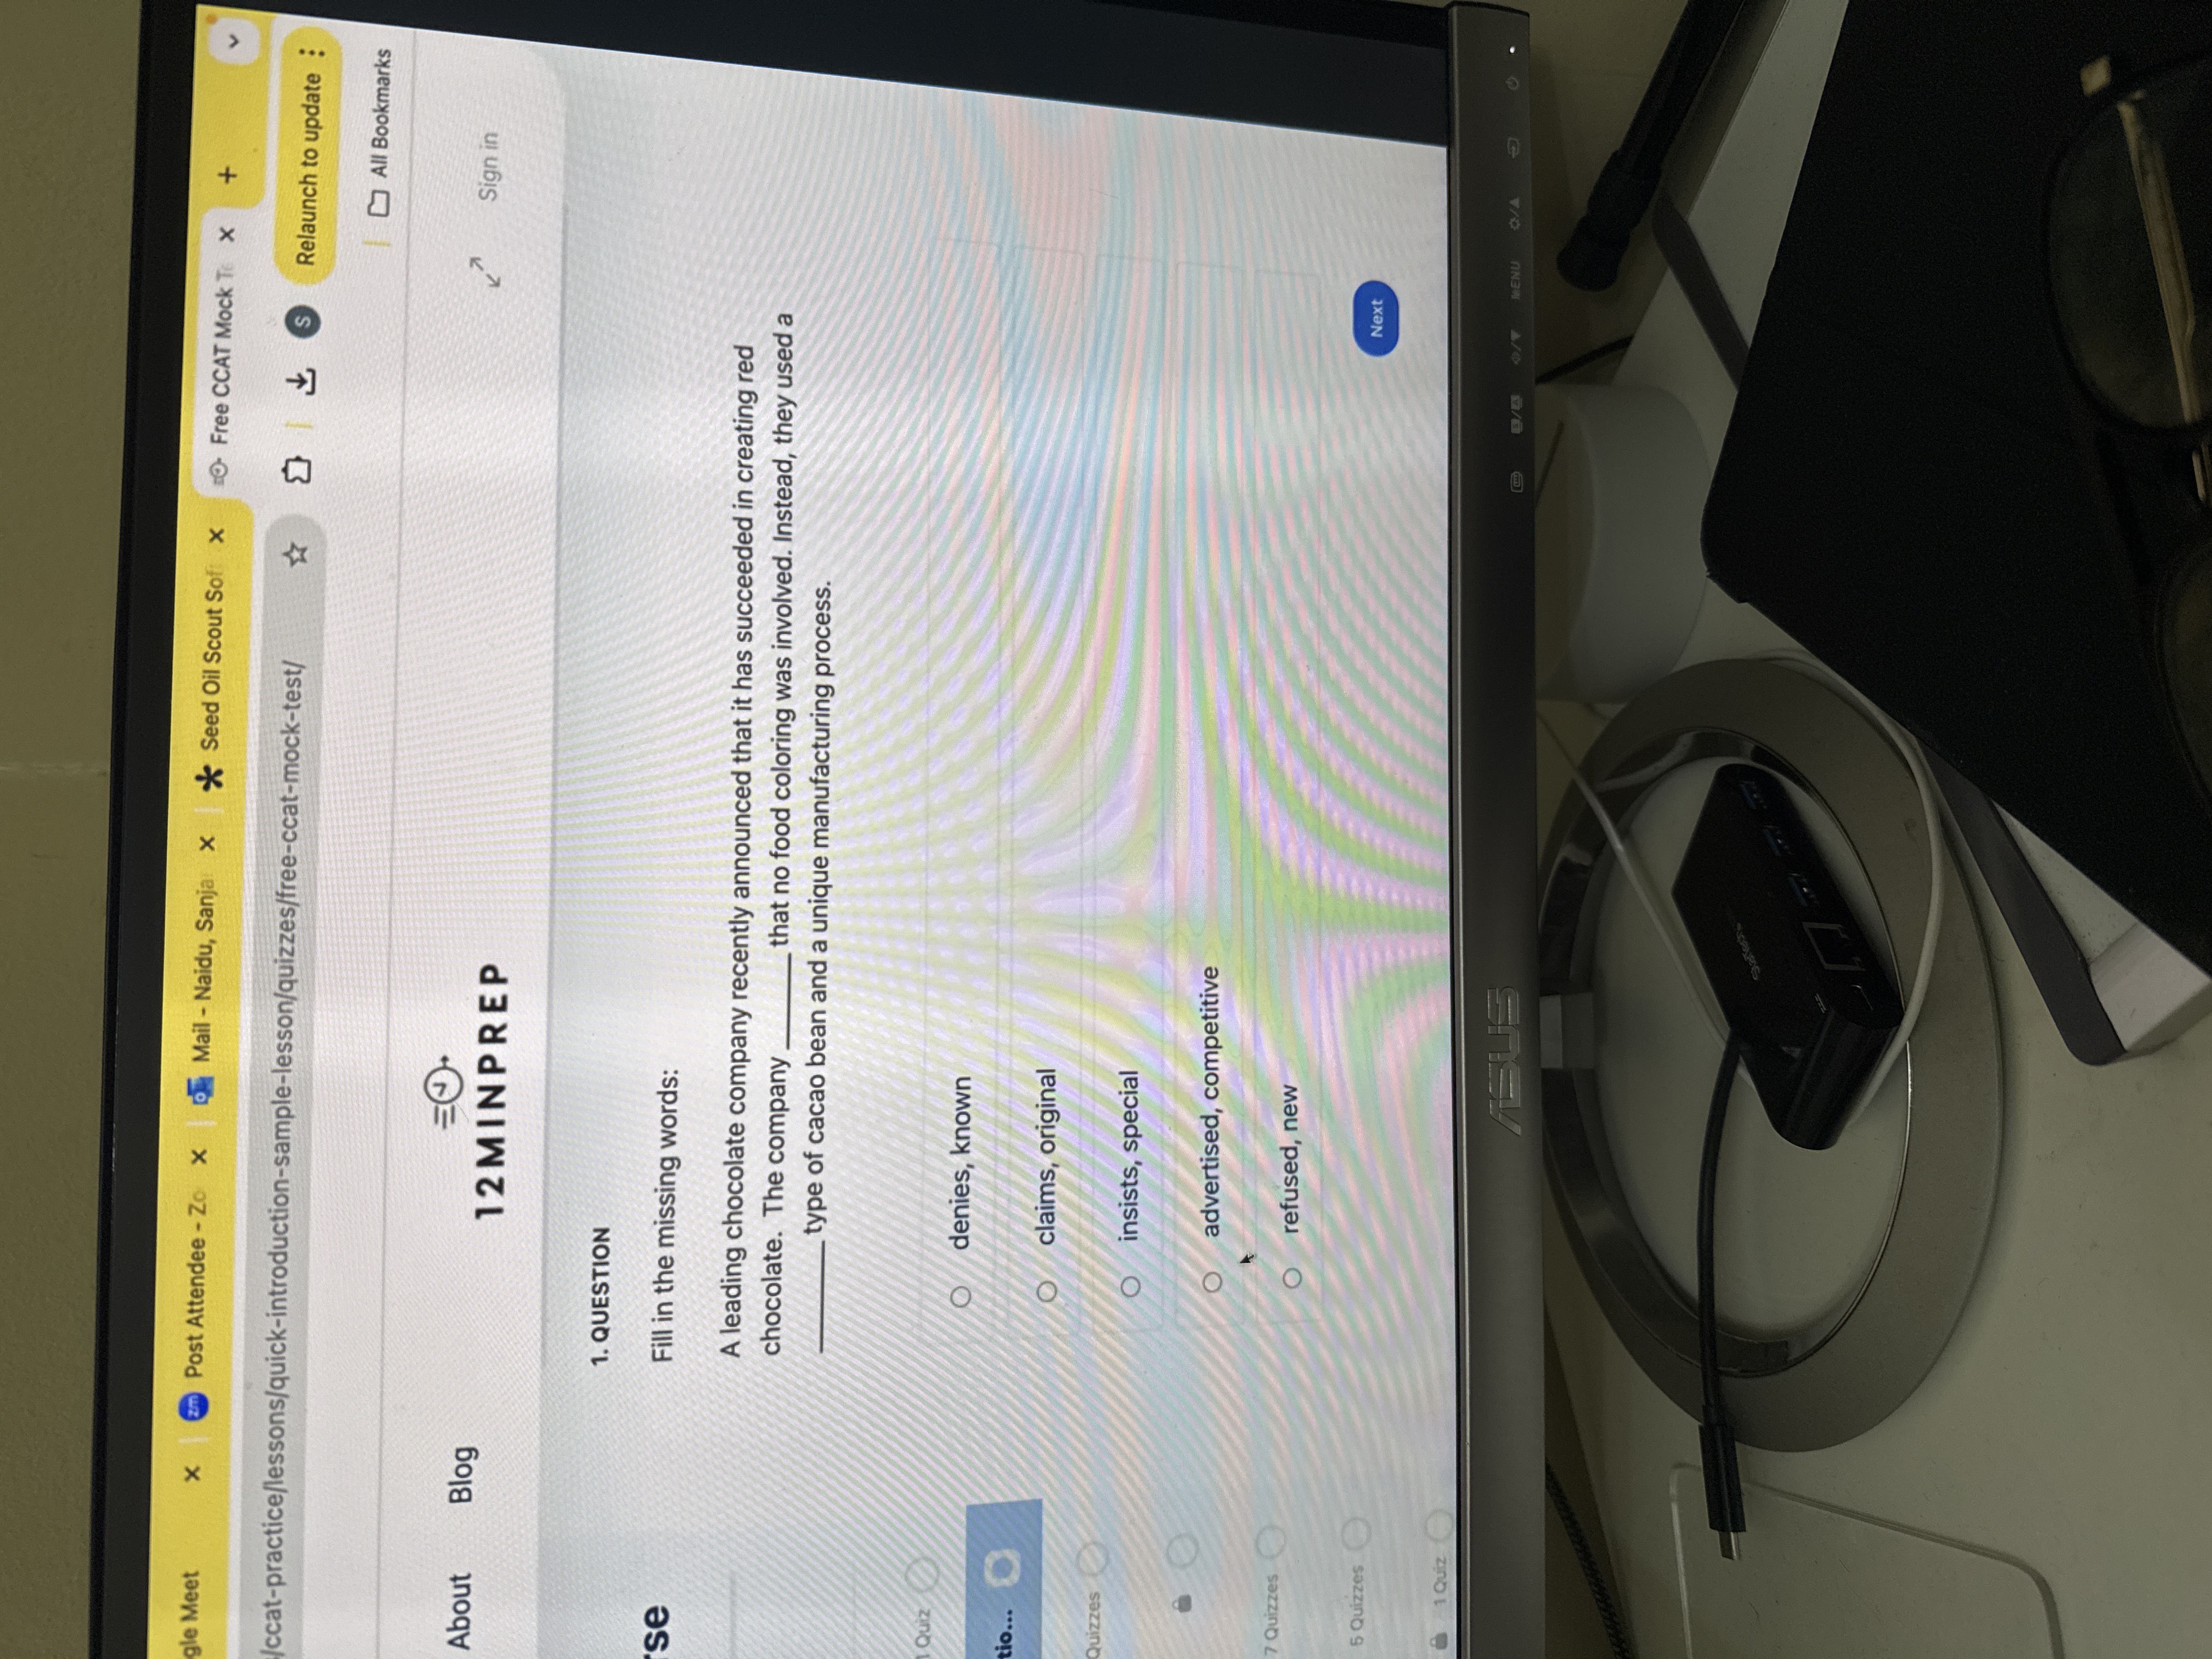 gle Meet
Post Attendee - Zo
Mail - Naidu, Sanja
Seed Oil Scout Sof
Free CCAT Mock Te
/ccat-practice/lessons/quick-introduction-sample-lesson/quizzes/free-ccat-mock-test/
S
Relaunch to update
All Bookmarks
About
Blog
12MINPREP
Sign in
1. QUESTION
rse
Fill in the missing words:
A leading chocolate company recently announced that it has succeeded in creating red
chocolate. The company _______ that no food coloring was involved. Instead, they used a
________ type of cacao bean and a unique manufacturing process.
1 Quiz
denies, known
tio...
claims, original
Quizzes
insists, special
advertised, competitive
7 Quizzes
refused, new
5 Quizzes
Next
1 Quiz
ASUS
MENU
StarTech